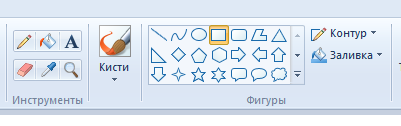 A
Кисти
Контур
Заливка
Инструменты
Фигуры